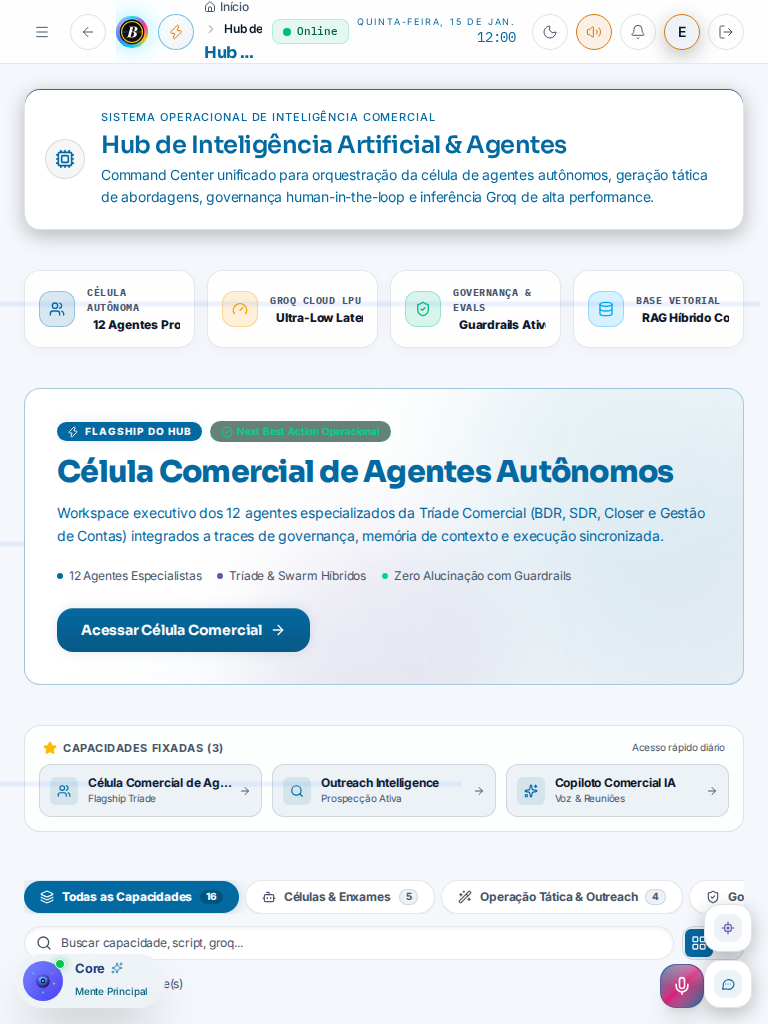 Início
Hub de
Hub ...
Online
QUINTA-FEIRA, 15 DE JAN.
12:00
E
B
SISTEMA OPERACIONAL DE INTELIGÊNCIA COMERCIAL
Hub de Inteligência Artificial & Agentes
Command Center unificado para orquestração da célula de agentes autônomos, geração tática
de abordagens, governança human-in-the-loop e inferência Groq de alta performance.
CÉLULA
AUTÔNOMA
12 Agentes Pro
GROQ CLOUD LPU
Ultra-Low Late
GOVERNANÇA &
EVALS
Guardrails Ativ
BASE VETORIAL
RAG Híbrido Co
FLAGSHIP DO HUB
Next Best Action Operacional
Célula Comercial de Agentes Autônomos
Workspace executivo dos 12 agentes especializados da Tríade Comercial (BDR, SDR, Closer e Gestão
de Contas) integrados a traces de governança, memória de contexto e execução sincronizada.
12 Agentes Especialistas
Tríade & Swarm Híbridos
Zero Alucinação com Guardrails
Acessar Célula Comercial
CAPACIDADES FIXADAS (3)
Acesso rápido diário
Célula Comercial de Ag...
Flagship Tríade
Outreach Intelligence
Prospecção Ativa
Copiloto Comercial IA
Voz & Reuniões
Todas as Capacidades 16
Células & Enxames 5
Operação Tática & Outreach 4
Go
Buscar capacidade, script, groq...
Core
Mente Principal
e(s)